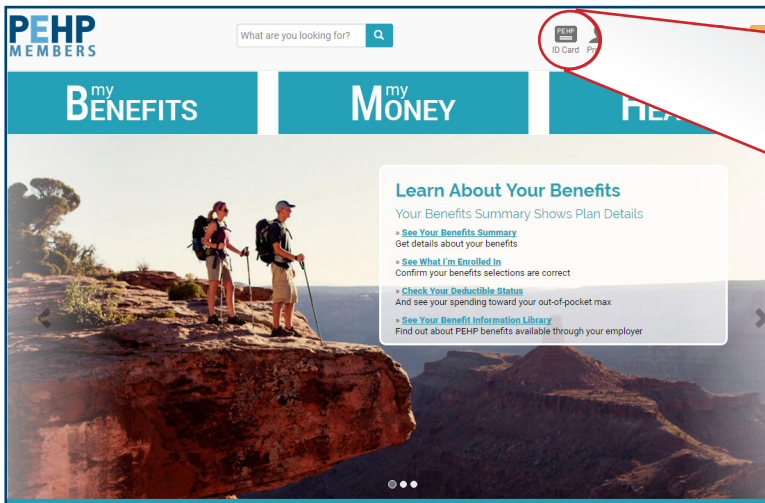 PEHP
MEMBERS
What are you looking for?
PEHP
ID Card
my
BENEFITS
my
MONEY
Learn About Your Benefits
Your Benefits Summary Shows Plan Details
» See Your Benefits Summary
Get details about your benefits
» See What I'm Enrolled In
Confirm your benefits selections are correct
» Check Your Deductible Status
And see your spending toward your out-of-pocket max
» See Your Benefit Information Library
Find out about PEHP benefits available through your employer